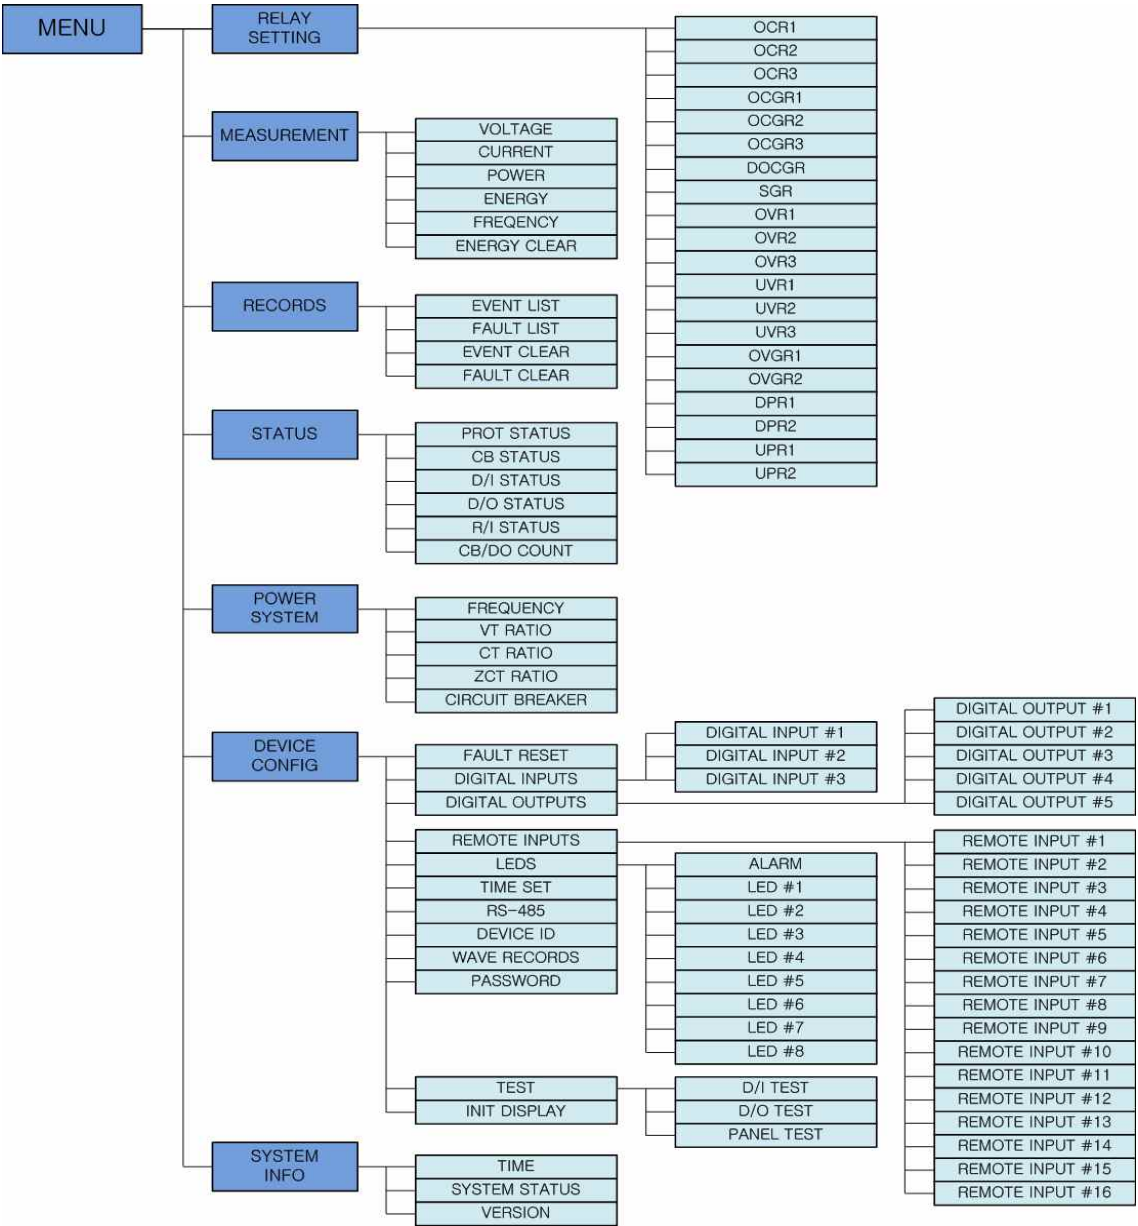 MENU
RELAY
SETTING
OCR1
OCR2
OCR3
OCGR1
OCGR2
OCGR3
DOCGR
SGR
OVR1
OVR2
OVR3
UVR1
UVR2
UVR3
OVGR1
OVGR2
DPR1
DPR2
UPR1
UPR2
MEASUREMENT
VOLTAGE
CURRENT
POWER
ENERGY
FREQENCY
ENERGY CLEAR
RECORDS
EVENT LIST
FAULT LIST
EVENT CLEAR
FAULT CLEAR
STATUS
PROT STATUS
CB STATUS
D/I STATUS
D/O STATUS
R/I STATUS
CB/DO COUNT
POWER
SYSTEM
FREQUENCY
VT RATIO
CT RATIO
ZCT RATIO
CIRCUIT BREAKER
DEVICE
CONFIG
FAULT RESET
DIGITAL INPUTS
DIGITAL OUTPUTS
DIGITAL INPUT #1
DIGITAL INPUT #2
DIGITAL INPUT #3
DIGITAL OUTPUT #1
DIGITAL OUTPUT #2
DIGITAL OUTPUT #3
DIGITAL OUTPUT #4
DIGITAL OUTPUT #5
REMOTE INPUTS
LEDS
TIME SET
RS-485
DEVICE ID
WAVE RECORDS
PASSWORD
ALARM
LED #1
LED #2
LED #3
LED #4
LED #5
LED #6
LED #7
LED #8
REMOTE INPUT #1
REMOTE INPUT #2
REMOTE INPUT #3
REMOTE INPUT #4
REMOTE INPUT #5
REMOTE INPUT #6
REMOTE INPUT #7
REMOTE INPUT #8
REMOTE INPUT #9
REMOTE INPUT #10
REMOTE INPUT #11
REMOTE INPUT #12
REMOTE INPUT #13
REMOTE INPUT #14
REMOTE INPUT #15
REMOTE INPUT #16
TEST
INIT DISPLAY
D/I TEST
D/O TEST
PANEL TEST
SYSTEM
INFO
TIME
SYSTEM STATUS
VERSION